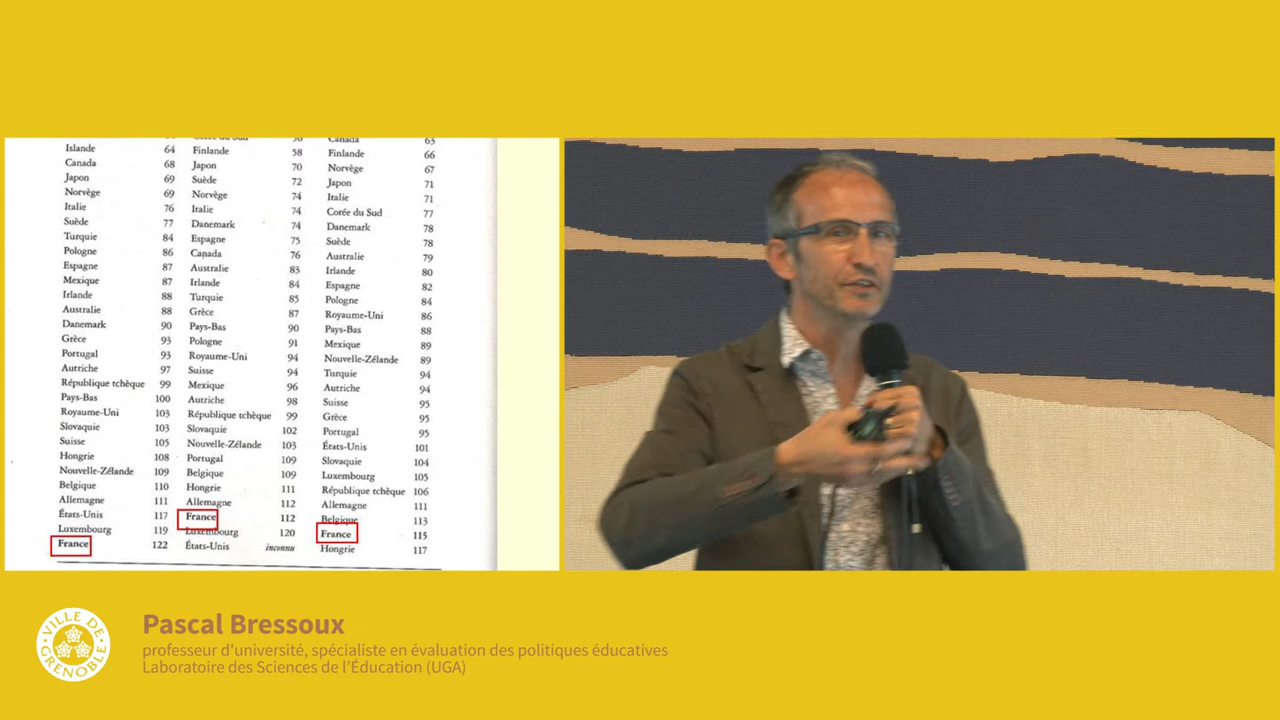 Corée du Sud Canada 63
Islande 64 Finlande 58 Finlande 66
Canada 68 Japon 70 Norvège 67
Japon 69 Suède 72 Japon 71
Norvège 69 Norvège 74 Italie 71
Italie 76 Italie 74 Corée du Sud 77
Suède 77 Danemark 74 Danemark 78
Turquie 84 Espagne 75 Suède 78
Pologne 86 Canada 76 Australie 79
Espagne 87 Australie 83 Irlande 80
Mexique 87 Irlande 84 Espagne 82
Irlande 88 Turquie 85 Pologne 84
Australie 88 Grèce 87 Royaume-Uni 86
Danemark 90 Pays-Bas 90 Pays-Bas 88
Grèce 93 Pologne 91 Mexique 89
Portugal 93 Royaume-Uni 94 Nouvelle-Zélande 89
Autriche 97 Suisse 94 Turquie 94
République tchèque 99 Mexique 96 Autriche 94
Pays-Bas 100 Autriche 98 Suisse 95
Royaume-Uni 103 République tchèque 99 Grèce 95
Slovaquie 103 Slovaquie 102 Portugal 95
Suisse 105 Nouvelle-Zélande 103 États-Unis 101
Hongrie 108 Portugal 109 Slovaquie 104
Nouvelle-Zélande 109 Belgique 109 Luxembourg 105
Belgique 110 Hongrie 111 République tchèque 106
Allemagne 111 Allemagne 112 Allemagne 111
États-Unis 117 France 112 Belgique 113
Luxembourg 119 Luxembourg 120 France 115
France 122 États-Unis inconnu Hongrie 117
VILLE DE GRENOBLE
Pascal Bressoux
professeur d'université, spécialiste en évaluation des politiques éducatives
Laboratoire des Sciences de l'Éducation (UGA)